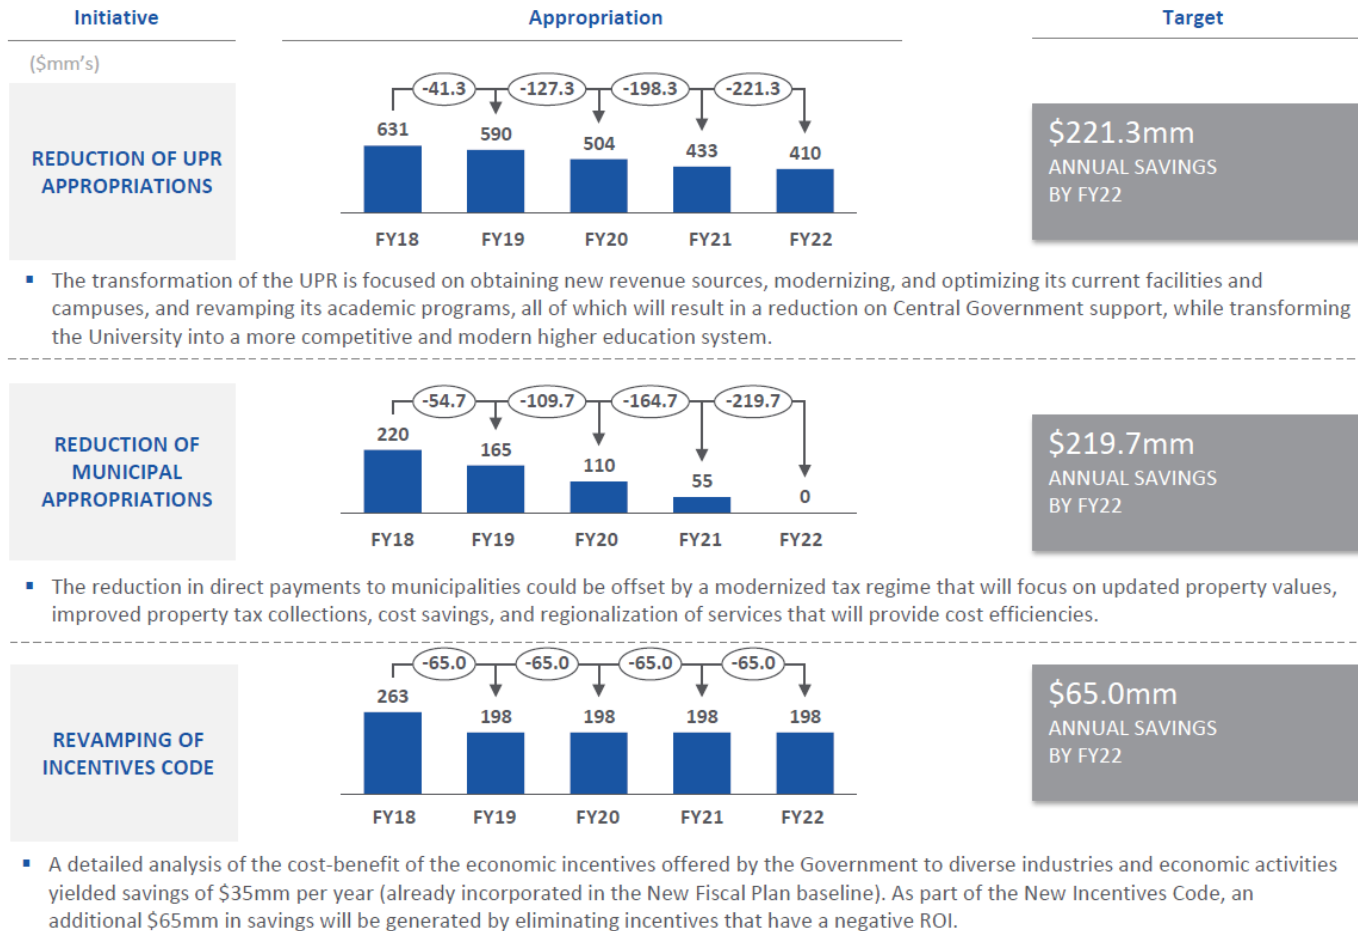 Initiative
Appropriation
Target
($mm's)
REDUCTION OF UPR
APPROPRIATIONS
-41.3 -127.3 -198.3 -221.3
631 590 504 433 410
FY18 FY19 FY20 FY21 FY22
$221.3mm
ANNUAL SAVINGS
BY FY22
▪ The transformation of the UPR is focused on obtaining new revenue sources, modernizing, and optimizing its current facilities and
campuses, and revamping its academic programs, all of which will result in a reduction on Central Government support, while transforming
the University into a more competitive and modern higher education system.
REDUCTION OF
MUNICIPAL
APPROPRIATIONS
-54.7 -109.7 -164.7 -219.7
220 165 110 55 0
FY18 FY19 FY20 FY21 FY22
$219.7mm
ANNUAL SAVINGS
BY FY22
▪ The reduction in direct payments to municipalities could be offset by a modernized tax regime that will focus on updated property values,
improved property tax collections, cost savings, and regionalization of services that will provide cost efficiencies.
REVAMPING OF
INCENTIVES CODE
-65.0 -65.0 -65.0 -65.0
263 198 198 198 198
FY18 FY19 FY20 FY21 FY22
$65.0mm
ANNUAL SAVINGS
BY FY22
▪ A detailed analysis of the cost-benefit of the economic incentives offered by the Government to diverse industries and economic activities
yielded savings of $35mm per year (already incorporated in the New Fiscal Plan baseline). As part of the New Incentives Code, an
additional $65mm in savings will be generated by eliminating incentives that have a negative ROI.